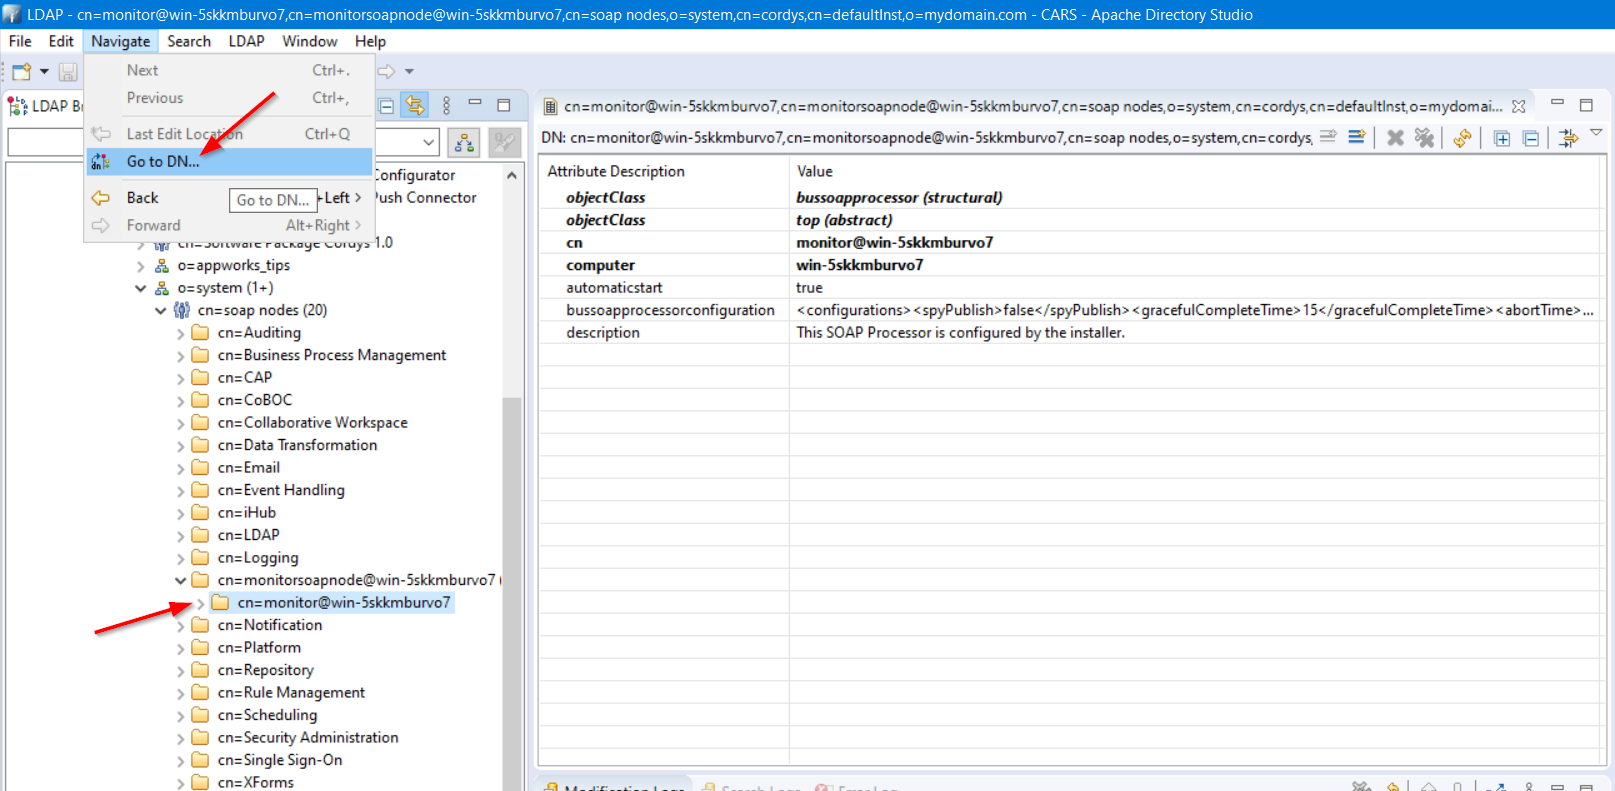 LDAP - cn=monitor@win-5skkmburvo7,cn=monitorsoapnode@win-5skkmburvo7,cn=soap nodes,o=system,cn=cordys,cn=defaultInst,o=mydomain.com - CARS - Apache Directory Studio
File Edit Navigate Search LDAP Window Help
Next Ctrl+.
Previous Ctrl+,
Last Edit Location Ctrl+Q
Go to DN...
Back +Left >
Go to DN...
Forward Alt+Right >
LDAP Br
Configurator
Push Connector
cn=Software Package Cordys 1.0
o=appworks_tips
o=system (1+)
cn=soap nodes (20)
cn=Auditing
cn=Business Process Management
cn=CAP
cn=CoBOC
cn=Collaborative Workspace
cn=Data Transformation
cn=Email
cn=Event Handling
cn=iHub
cn=LDAP
cn=Logging
cn=monitorsoapnode@win-5skkmburvo7 (
cn=monitor@win-5skkmburvo7
cn=Notification
cn=Platform
cn=Repository
cn=Rule Management
cn=Scheduling
cn=Security Administration
cn=Single Sign-On
cn=XForms
cn=monitor@win-5skkmburvo7,cn=monitorsoapnode@win-5skkmburvo7,cn=soap nodes,o=system,cn=cordys,cn=defaultInst,o=mydomai...
DN: cn=monitor@win-5skkmburvo7,cn=monitorsoapnode@win-5skkmburvo7,cn=soap nodes,o=system,cn=cordys,
Attribute Description Value
objectClass bussoapprocessor (structural)
objectClass top (abstract)
cn monitor@win-5skkmburvo7
computer win-5skkmburvo7
automaticstart true
bussoapprocessorconfiguration <configurations><spyPublish>false</spyPublish><gracefulCompleteTime>15</gracefulCompleteTime><abortTime>...
description This SOAP Processor is configured by the installer.
Modification Logs Search Logs Error Log